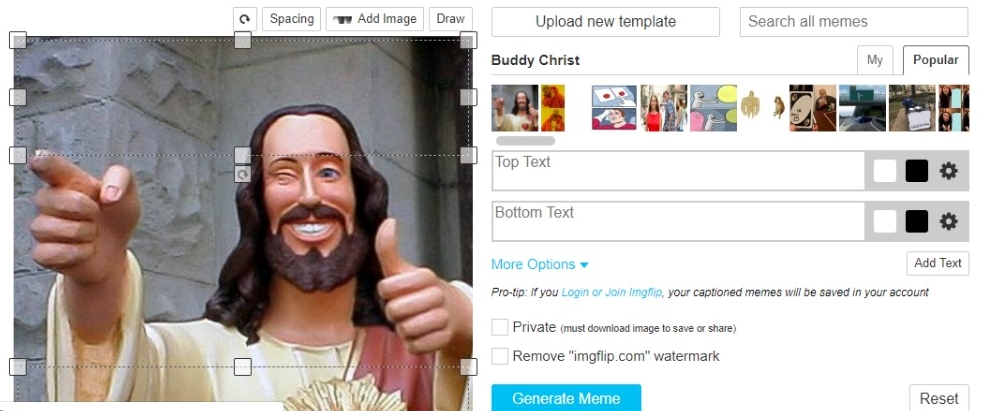 Spacing
Add Image
Draw
Upload new template
Search all memes
Buddy Christ
My
Popular
Top Text
Bottom Text
More Options
Add Text
Pro-tip: If you Login or Join Imgflip, your captioned memes will be saved in your account
Private (must download image to save or share)
Remove "imgflip.com" watermark
Generate Meme
Reset